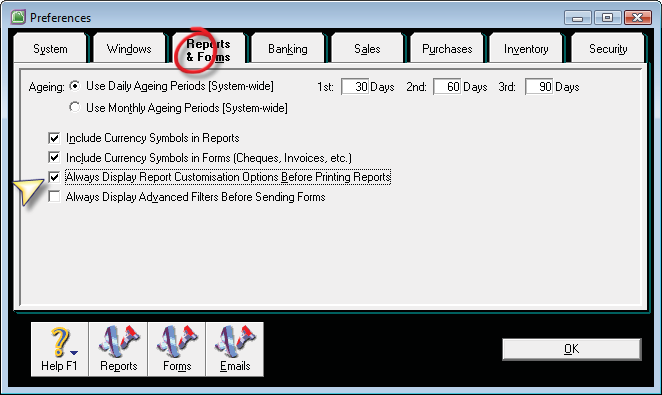 Preferences
System Windows Reports & Forms Banking Sales Purchases Inventory Security
Ageing: Use Daily Ageing Periods [System-wide] 1st: 30 Days 2nd: 60 Days 3rd: 90 Days
Use Monthly Ageing Periods [System-wide]
Include Currency Symbols in Reports
Include Currency Symbols in Forms (Cheques, Invoices, etc.)
Always Display Report Customisation Options Before Printing Reports
Always Display Advanced Filters Before Sending Forms
Help F1 Reports Forms Emails OK